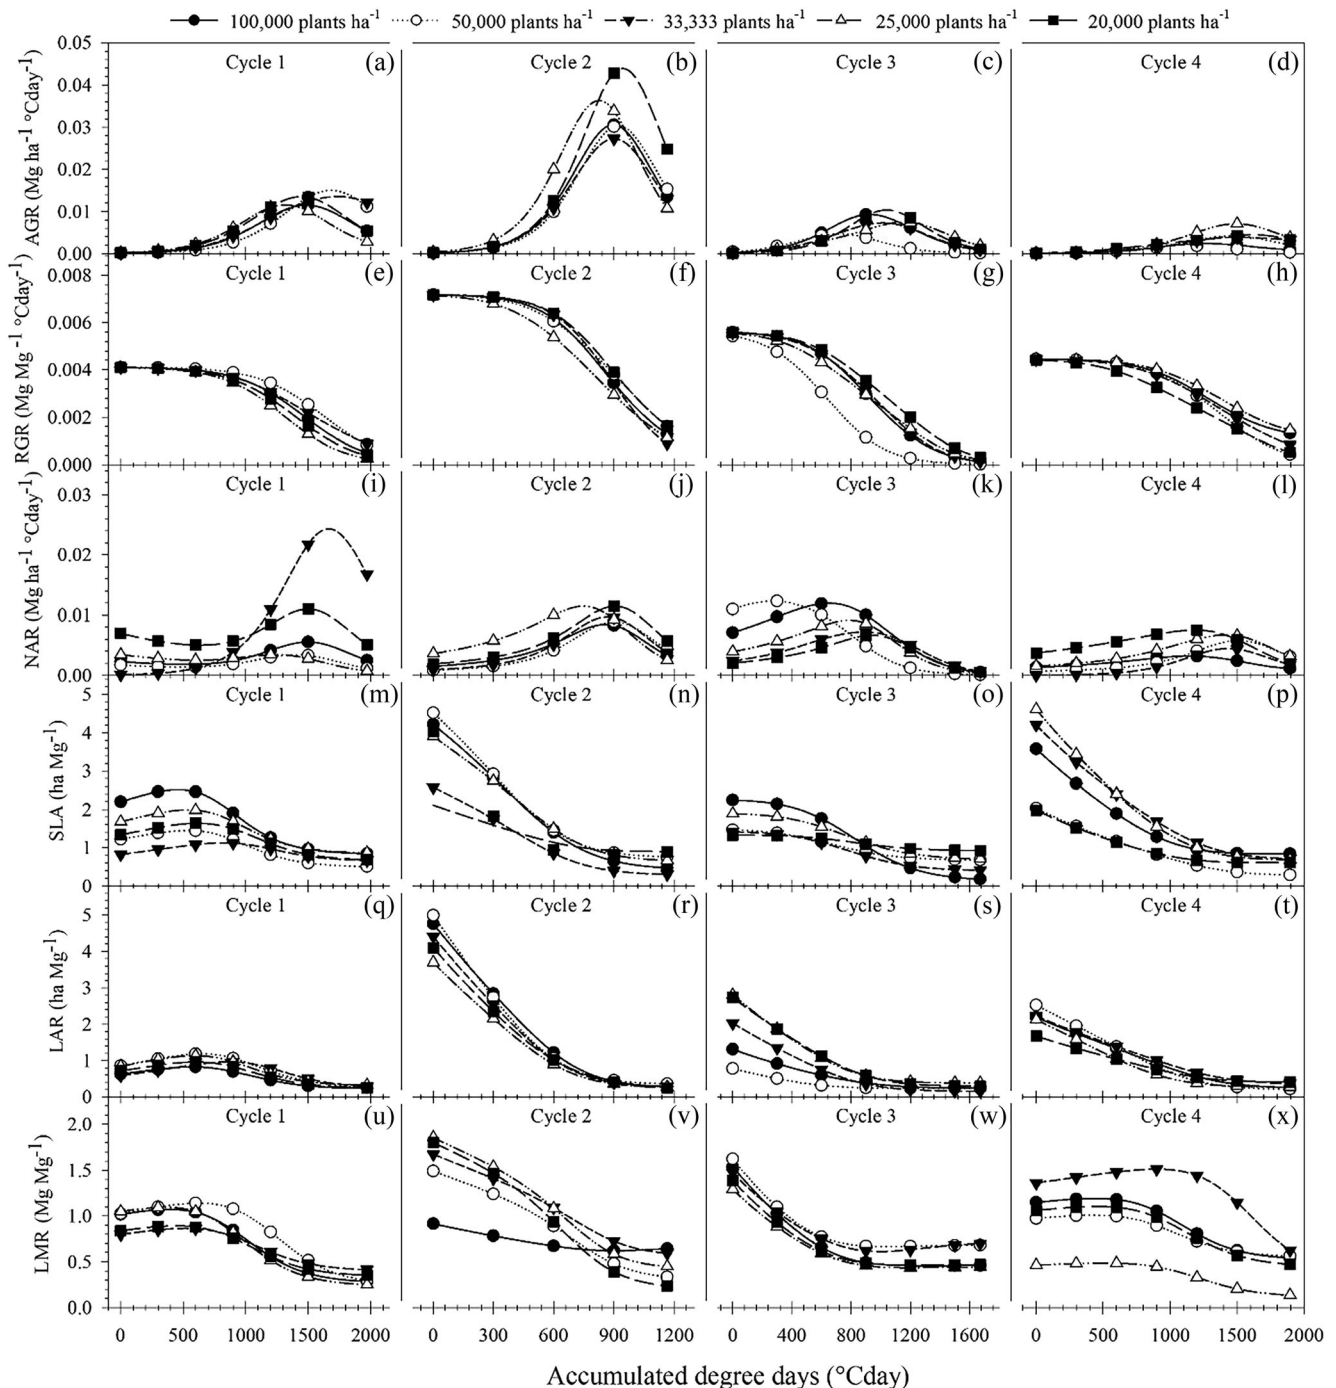 100,000 plants ha⁻¹ 50,000 plants ha⁻¹ 33,333 plants ha⁻¹ 25,000 plants ha⁻¹ 20,000 plants ha⁻¹
AGR (Mg ha⁻¹ °Cday⁻¹)
0.05
0.04
0.03
0.02
0.01
0.00
Cycle 1 (a)
Cycle 2 (b)
Cycle 3 (c)
Cycle 4 (d)
RGR (Mg Mg⁻¹ °Cday⁻¹)
0.008
0.006
0.004
0.002
0.000
Cycle 1 (e)
Cycle 2 (f)
Cycle 3 (g)
Cycle 4 (h)
NAR (Mg ha⁻¹ °Cday⁻¹)
0.03
0.02
0.01
0.00
Cycle 1 (i)
Cycle 2 (j)
Cycle 3 (k)
Cycle 4 (l)
SLA (ha Mg⁻¹)
5
4
3
2
1
0
Cycle 1 (m)
Cycle 2 (n)
Cycle 3 (o)
Cycle 4 (p)
LAR (ha Mg⁻¹)
5
4
3
2
1
0
Cycle 1 (q)
Cycle 2 (r)
Cycle 3 (s)
Cycle 4 (t)
LMR (Mg Mg⁻¹)
2.0
1.5
1.0
0.5
0.0
Cycle 1 (u)
Cycle 2 (v)
Cycle 3 (w)
Cycle 4 (x)
0 500 1000 1500 2000
0 300 600 900 1200
0 400 800 1200 1600
0 500 1000 1500 2000
Accumulated degree days (°Cday)